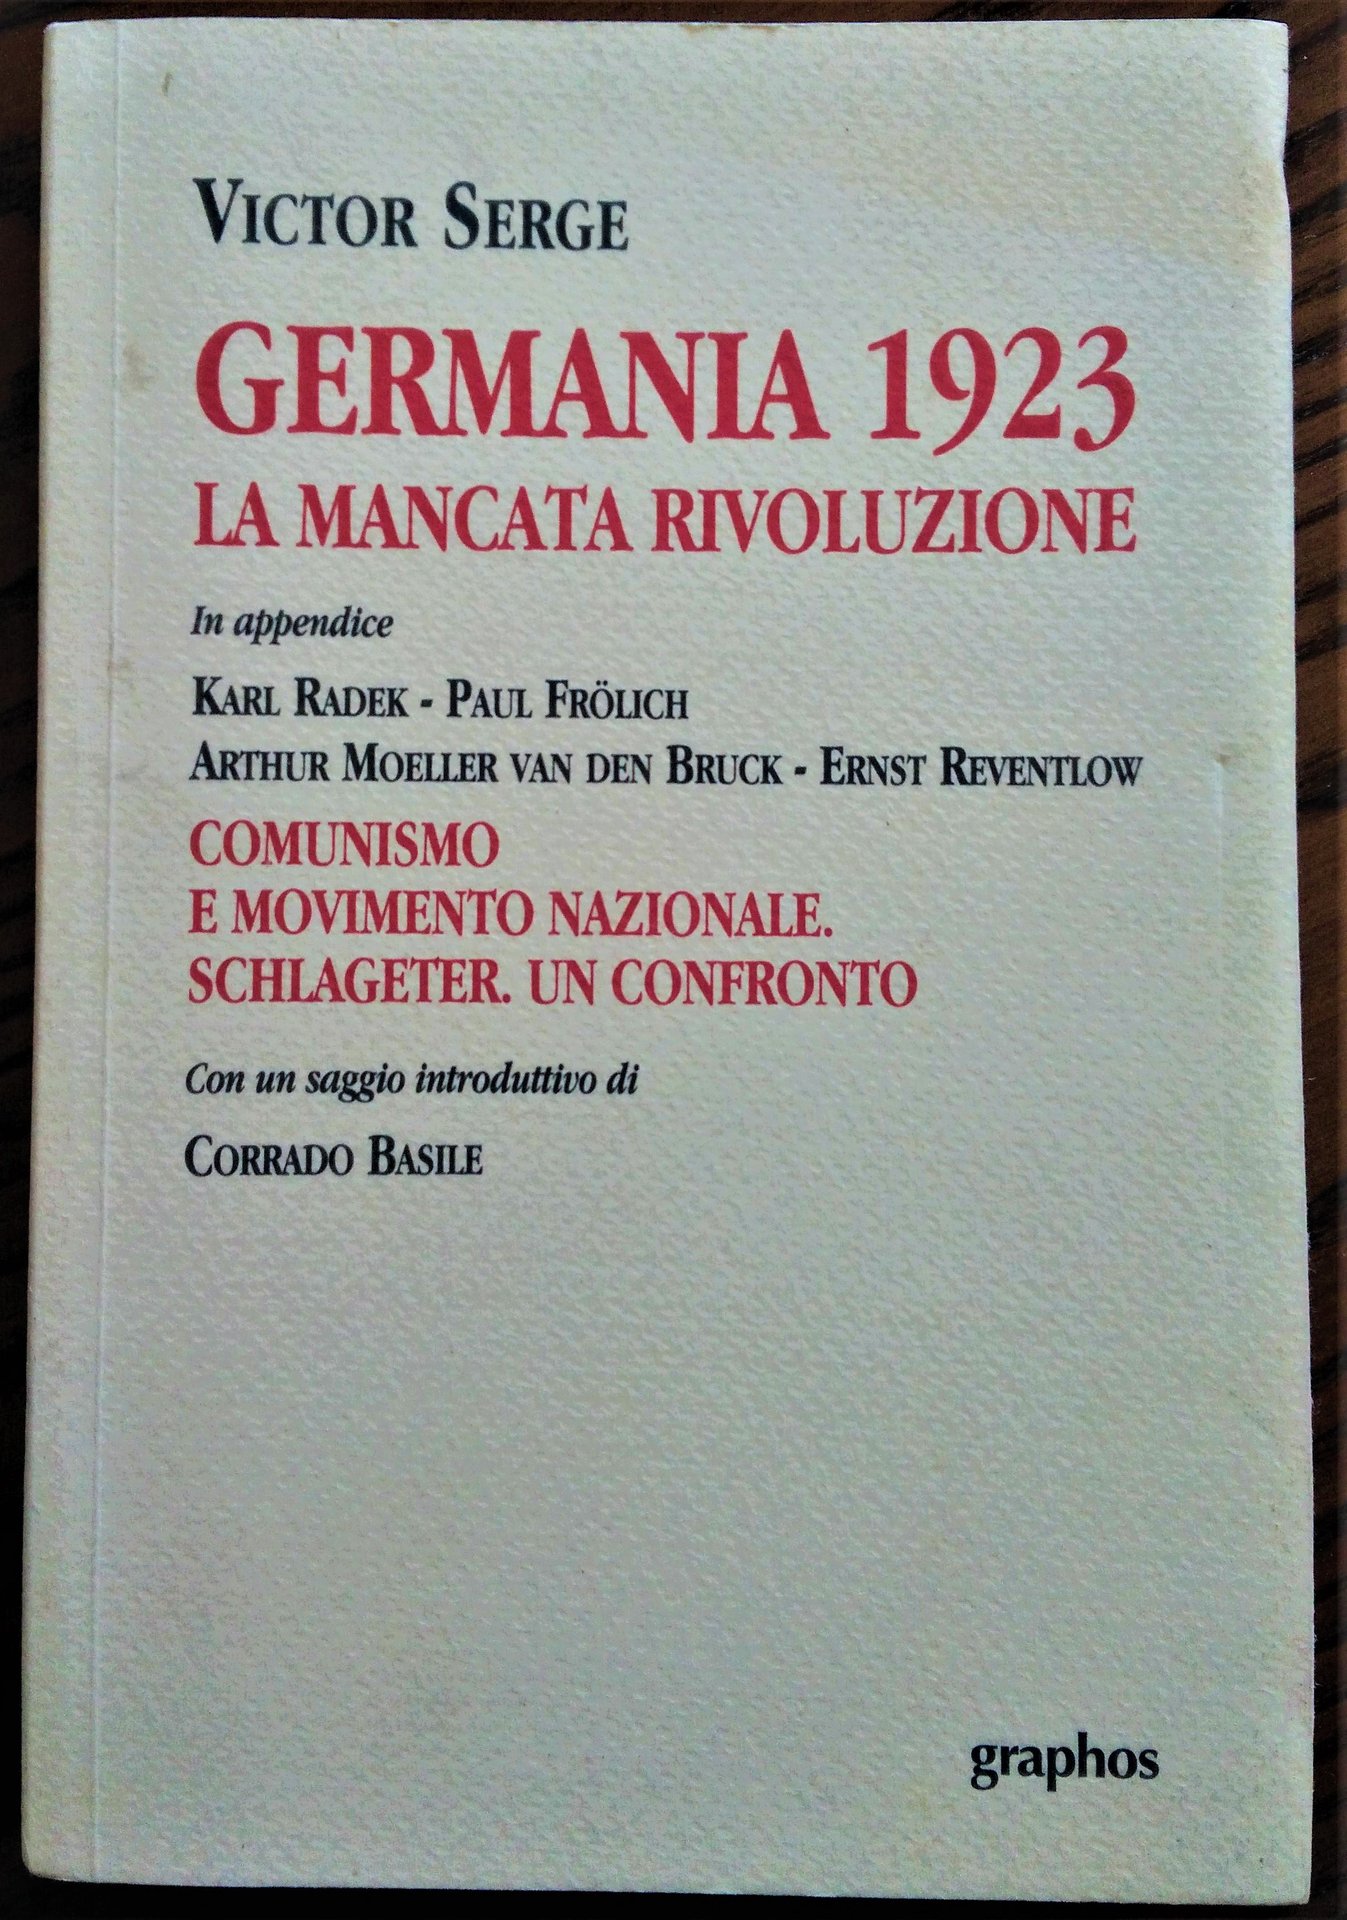 VICTOR SERGE
GERMANIA 1923
LA MANCATA RIVOLUZIONE
In appendice
KARL RADEK - PAUL FRÖLICH
ARTHUR MOELLER VAN DEN BRUCK - ERNST REVENTLOW
COMUNISMO
E MOVIMENTO NAZIONALE.
SCHLAGETER. UN CONFRONTO
Con un saggio introduttivo di
CORRADO BASILE
graphos